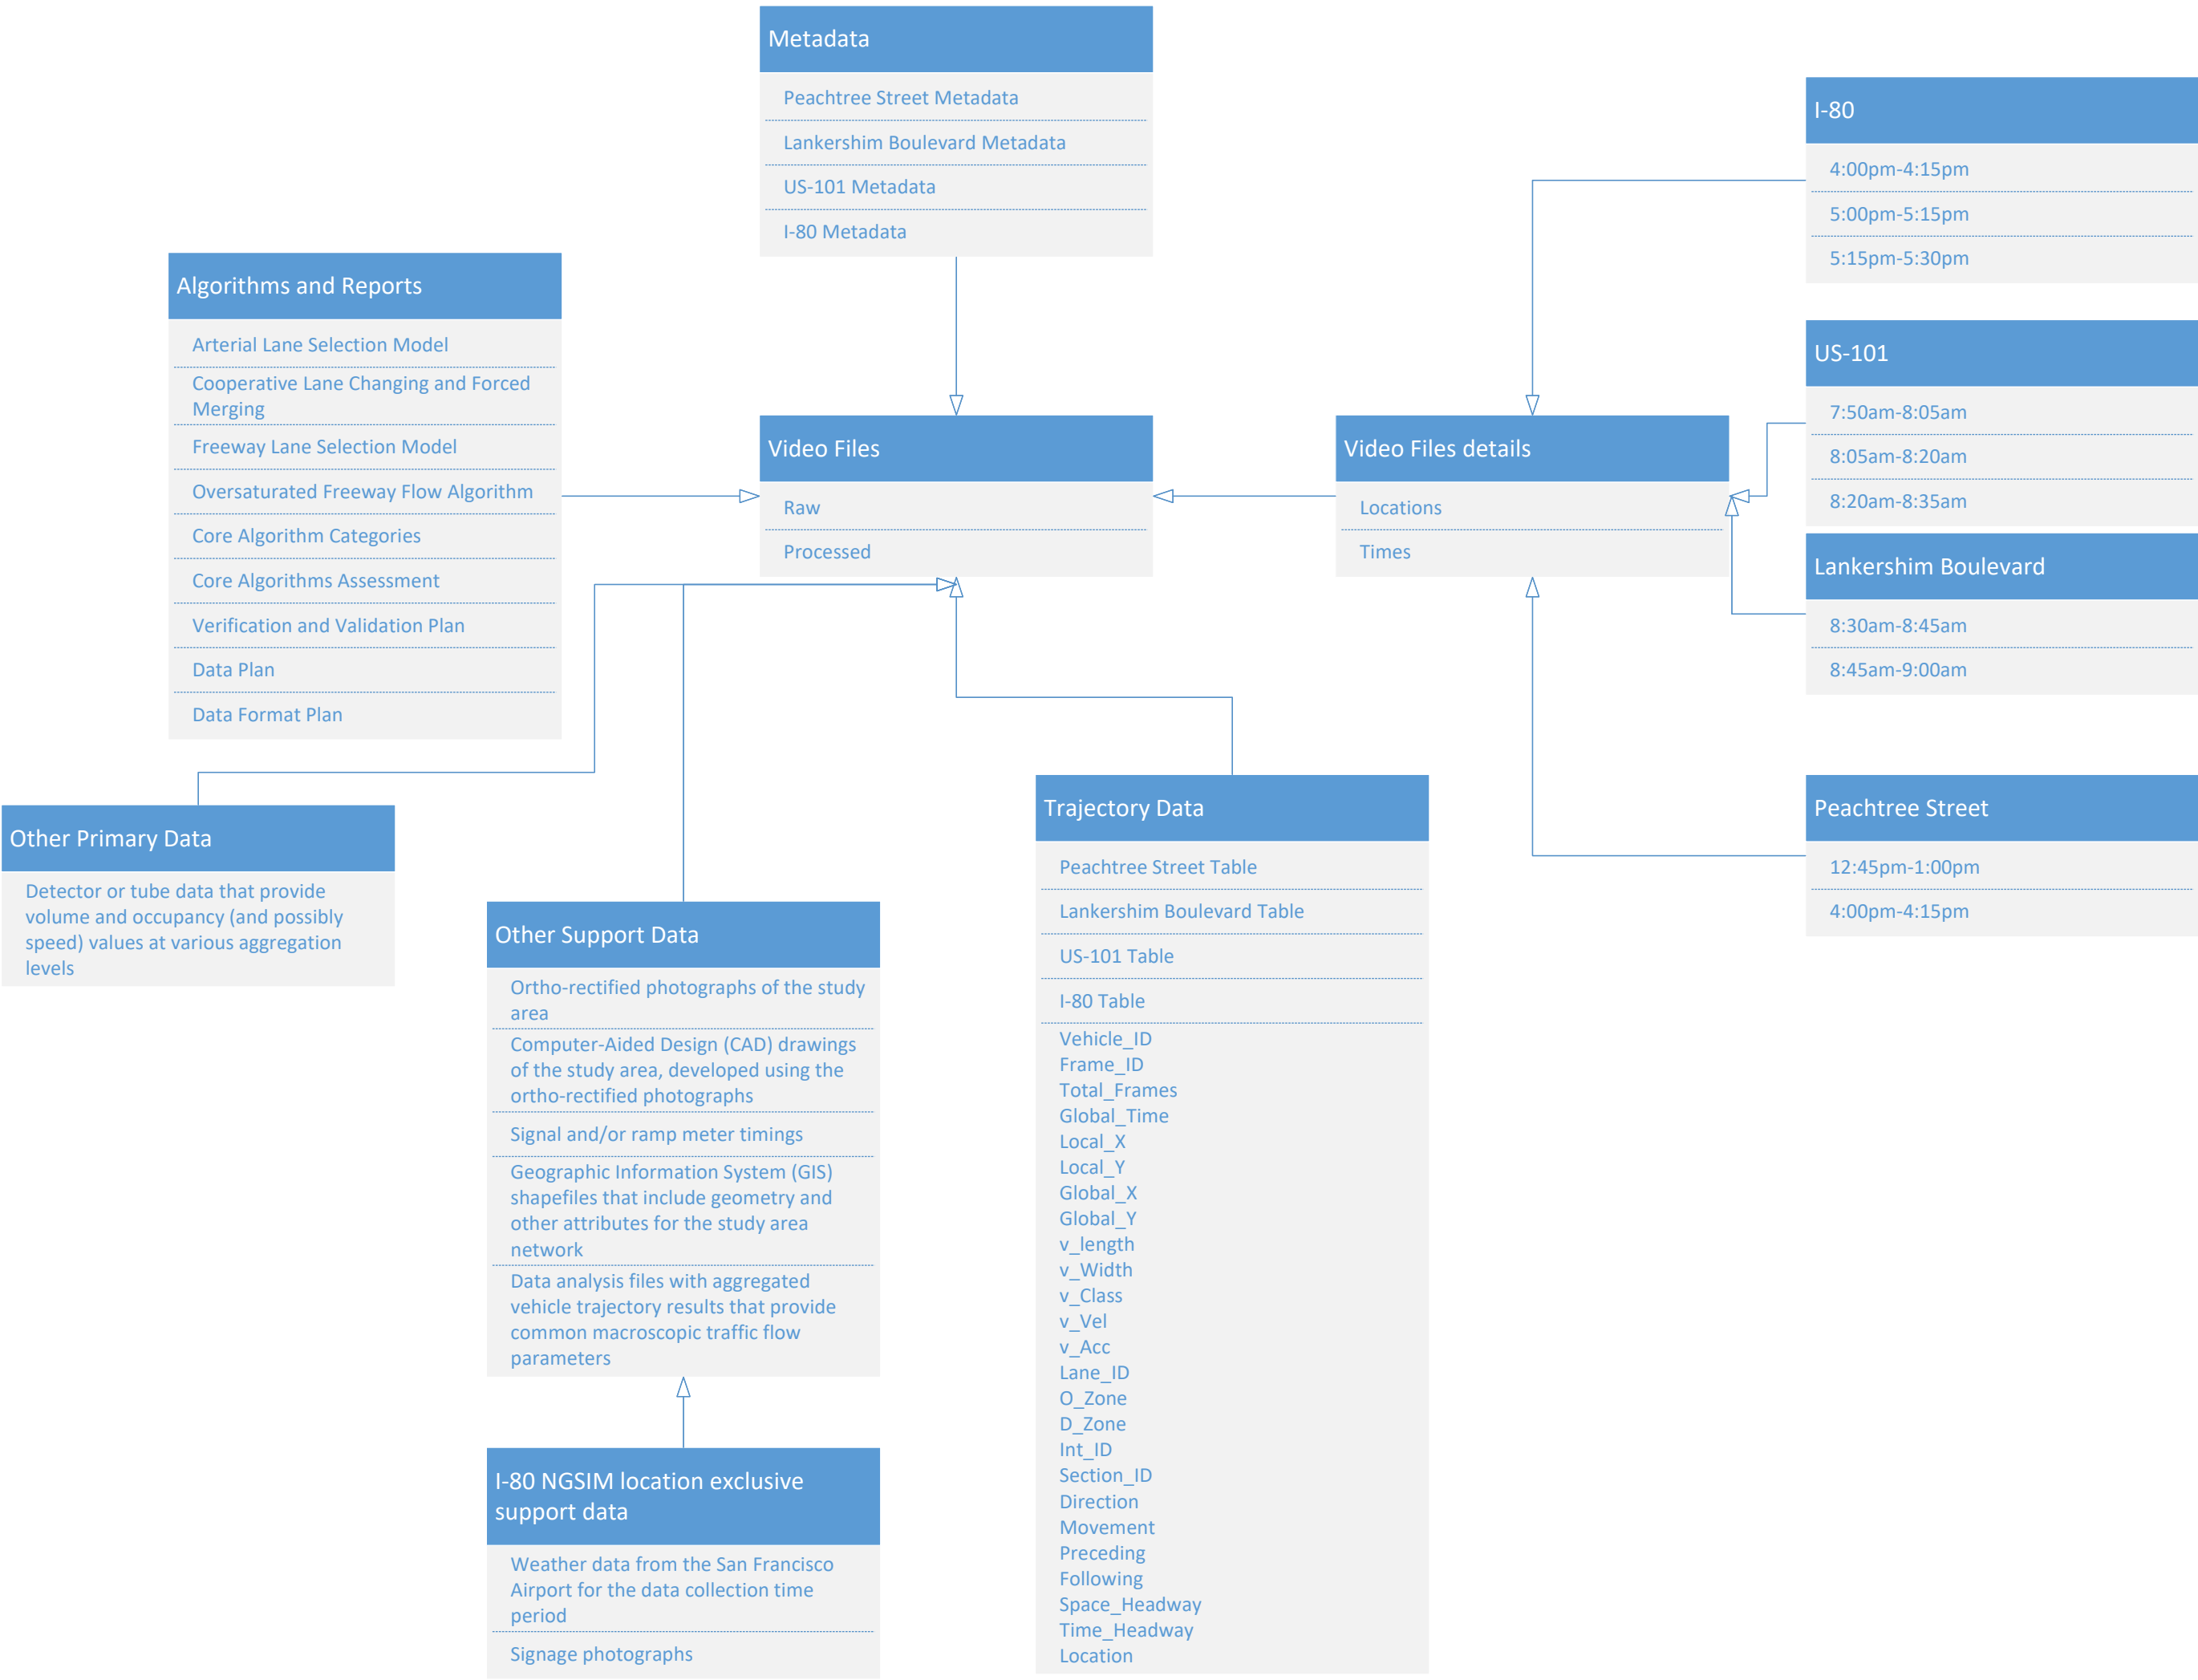 Metadata
Peachtree Street Metadata
Lankershim Boulevard Metadata
US-101 Metadata
I-80 Metadata
I-80
4:00pm-4:15pm
5:00pm-5:15pm
5:15pm-5:30pm
Algorithms and Reports
Arterial Lane Selection Model
Cooperative Lane Changing and Forced
Merging
Freeway Lane Selection Model
Oversaturated Freeway Flow Algorithm
Core Algorithm Categories
Core Algorithms Assessment
Verification and Validation Plan
Data Plan
Data Format Plan
Video Files
Raw
Processed
Video Files details
Locations
Times
US-101
7:50am-8:05am
8:05am-8:20am
8:20am-8:35am
Lankershim Boulevard
8:30am-8:45am
8:45am-9:00am
Other Primary Data
Detector or tube data that provide
volume and occupancy (and possibly
speed) values at various aggregation
levels
Other Support Data
Ortho-rectified photographs of the study
area
Computer-Aided Design (CAD) drawings
of the study area, developed using the
ortho-rectified photographs
Signal and/or ramp meter timings
Geographic Information System (GIS)
shapefiles that include geometry and
other attributes for the study area
network
Data analysis files with aggregated
vehicle trajectory results that provide
common macroscopic traffic flow
parameters
I-80 NGSIM location exclusive
support data
Weather data from the San Francisco
Airport for the data collection time
period
Signage photographs
Trajectory Data
Peachtree Street Table
Lankershim Boulevard Table
US-101 Table
I-80 Table
Vehicle_ID
Frame_ID
Total_Frames
Global_Time
Local_X
Local_Y
Global_X
Global_Y
v_length
v_Width
v_Class
v_Vel
v_Acc
Lane_ID
O_Zone
D_Zone
Int_ID
Section_ID
Direction
Movement
Preceding
Following
Space_Headway
Time_Headway
Location
Peachtree Street
12:45pm-1:00pm
4:00pm-4:15pm